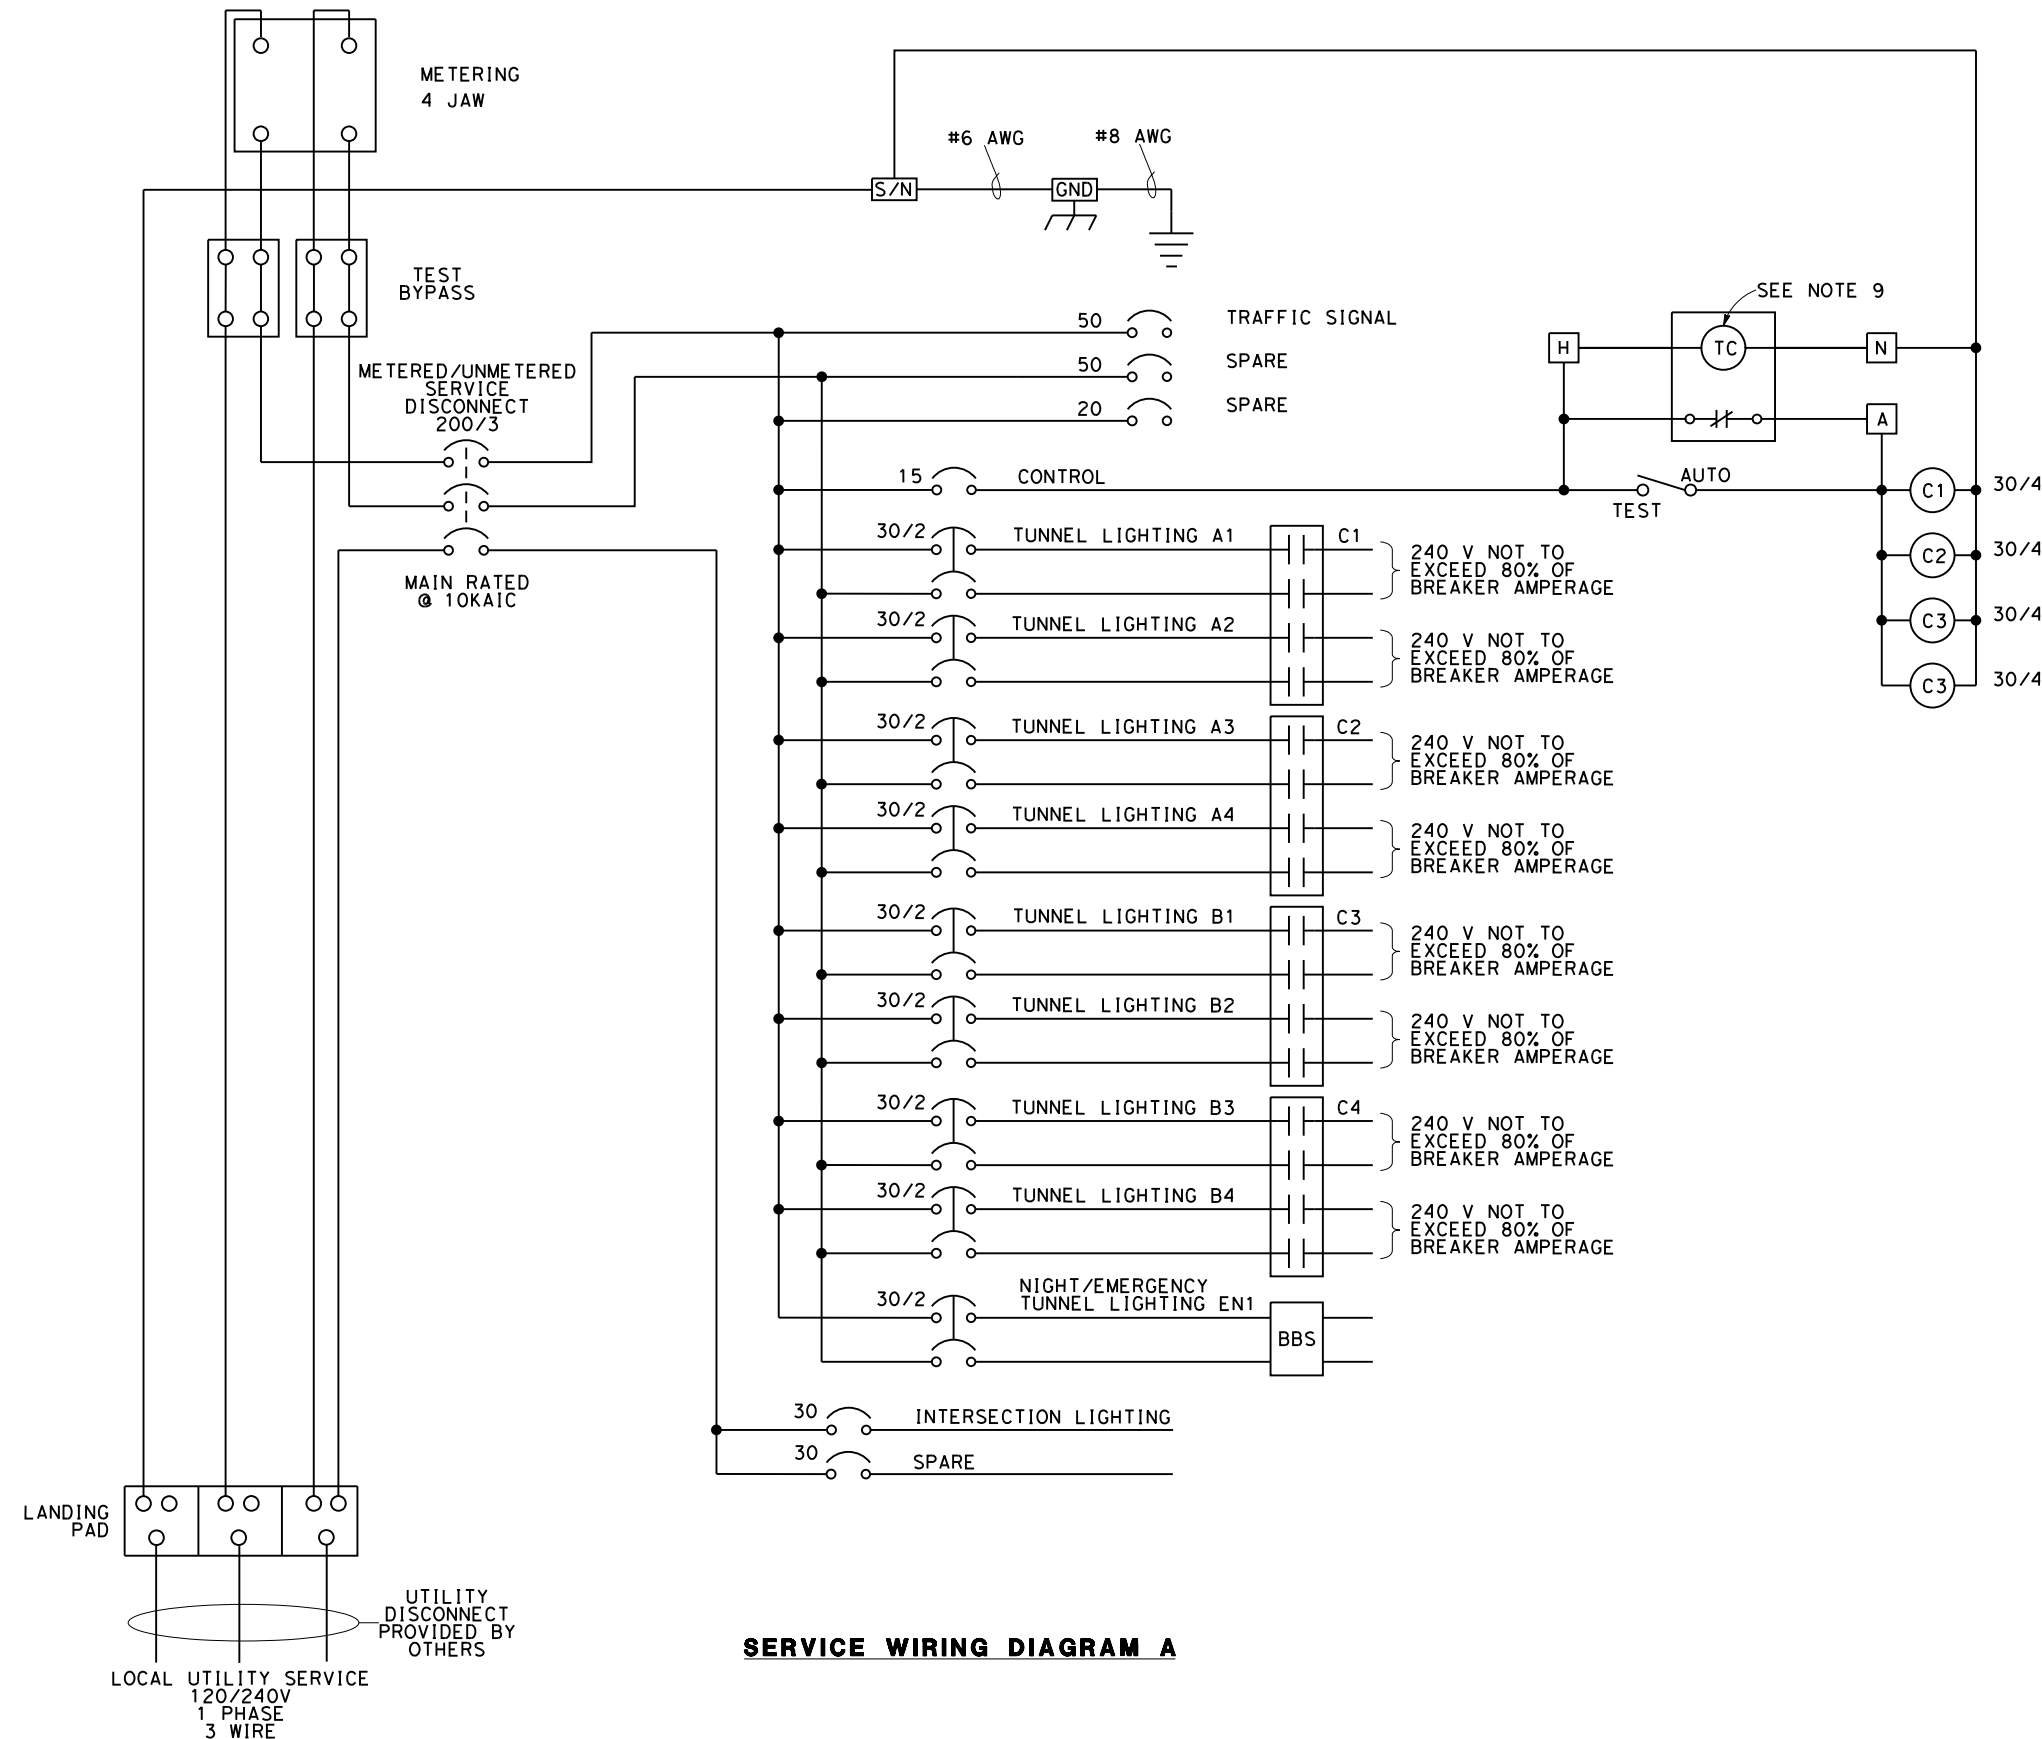 METERING
4 JAW
#6 AWG
#8 AWG
S/N
GND
TEST
BYPASS
SEE NOTE 9
TRAFFIC SIGNAL
50
H
TC
N
50
SPARE
20
SPARE
A
METERED/UNMETERED
SERVICE
DISCONNECT
200/3
MAIN RATED
@ 10KAIC
15
CONTROL
AUTO
TEST
C1
30/4
C2
30/4
C3
30/4
C3
30/4
30/2
TUNNEL LIGHTING A1
C1
240 V NOT TO
EXCEED 80% OF
BREAKER AMPERAGE
30/2
TUNNEL LIGHTING A2
240 V NOT TO
EXCEED 80% OF
BREAKER AMPERAGE
30/2
TUNNEL LIGHTING A3
C2
240 V NOT TO
EXCEED 80% OF
BREAKER AMPERAGE
30/2
TUNNEL LIGHTING A4
240 V NOT TO
EXCEED 80% OF
BREAKER AMPERAGE
30/2
TUNNEL LIGHTING B1
C3
240 V NOT TO
EXCEED 80% OF
BREAKER AMPERAGE
30/2
TUNNEL LIGHTING B2
240 V NOT TO
EXCEED 80% OF
BREAKER AMPERAGE
30/2
TUNNEL LIGHTING B3
C4
240 V NOT TO
EXCEED 80% OF
BREAKER AMPERAGE
30/2
TUNNEL LIGHTING B4
240 V NOT TO
EXCEED 80% OF
BREAKER AMPERAGE
30/2
NIGHT/EMERGENCY
TUNNEL LIGHTING EN1
BBS
30
INTERSECTION LIGHTING
30
SPARE
LANDING
PAD
UTILITY
DISCONNECT
PROVIDED BY
OTHERS
LOCAL UTILITY SERVICE
120/240V
1 PHASE
3 WIRE
SERVICE WIRING DIAGRAM A